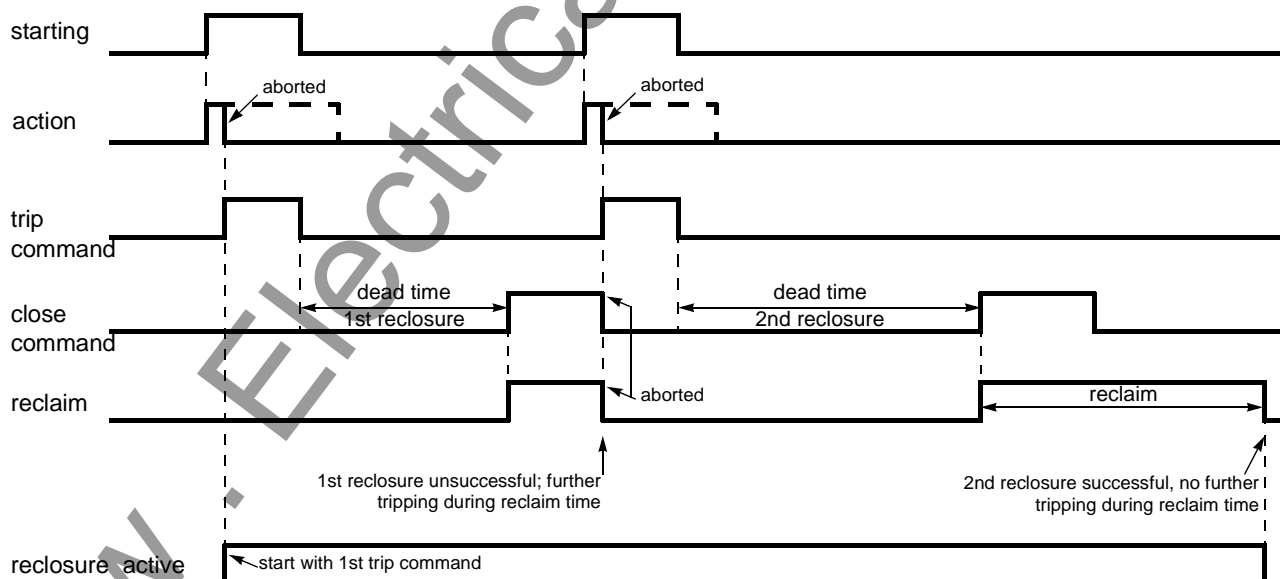 starting
aborted
aborted
action
trip
command
dead time
1st reclosure
dead time
2nd reclosure
close
command
reclaim
aborted
reclaim
1st reclosure unsuccessful; further
tripping during reclaim time
2nd reclosure successful, no further
tripping during reclaim time
reclosure active
start with 1st trip command